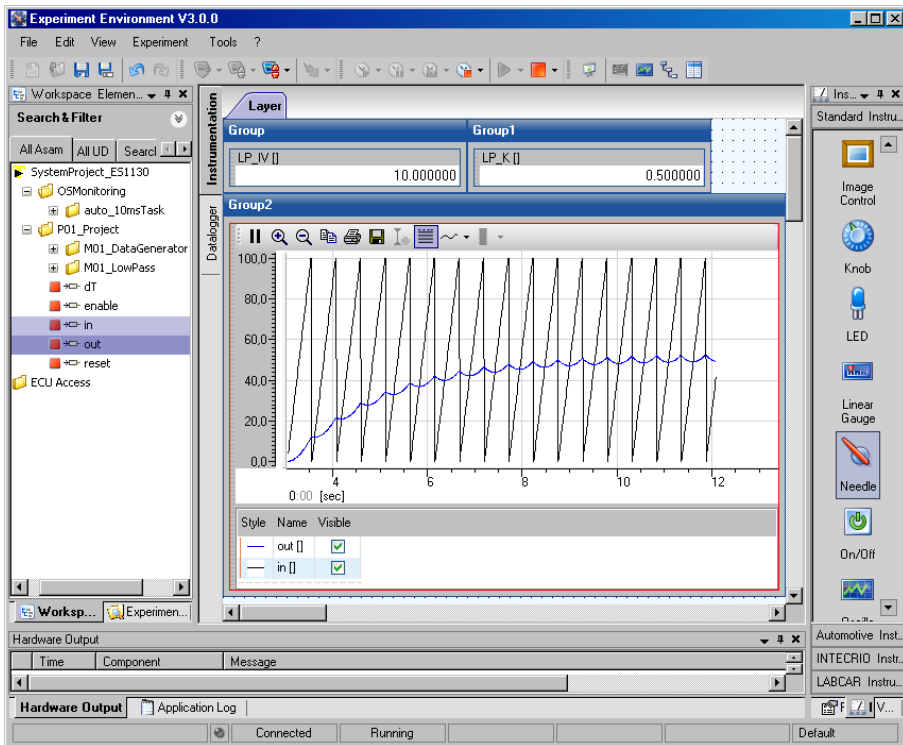 Experiment Environment V3.0.0
File Edit View Experiment Tools ?
Workspace Elemen...
Search & Filter
All Asam All UD Searcl
SystemProject_ES1130
OSMonitoring
auto_10msTask
P01_Project
M01_DataGenerator
M01_LowPass
dT
enable
in
out
reset
ECU Access
Worksp... Experimen...
Instrumentation
Datalogger
Layer
Group Group1
LP_IV [] LP_K []
10.000000 0.500000
Group2
100,0
80,0
60,0
40,0
20,0
0,0
4 6 8 10 12
0:00 [sec]
Style Name Visible
out []
in []
Ins...
Standard Instru...
Image
Control
Knob
LED
Linear
Gauge
Needle
On/Off
Automotive Inst...
INTECRIO Instr...
LABCAR Instru...
V...
Hardware Output
Time Component Message
Hardware Output Application Log
Connected Running Default